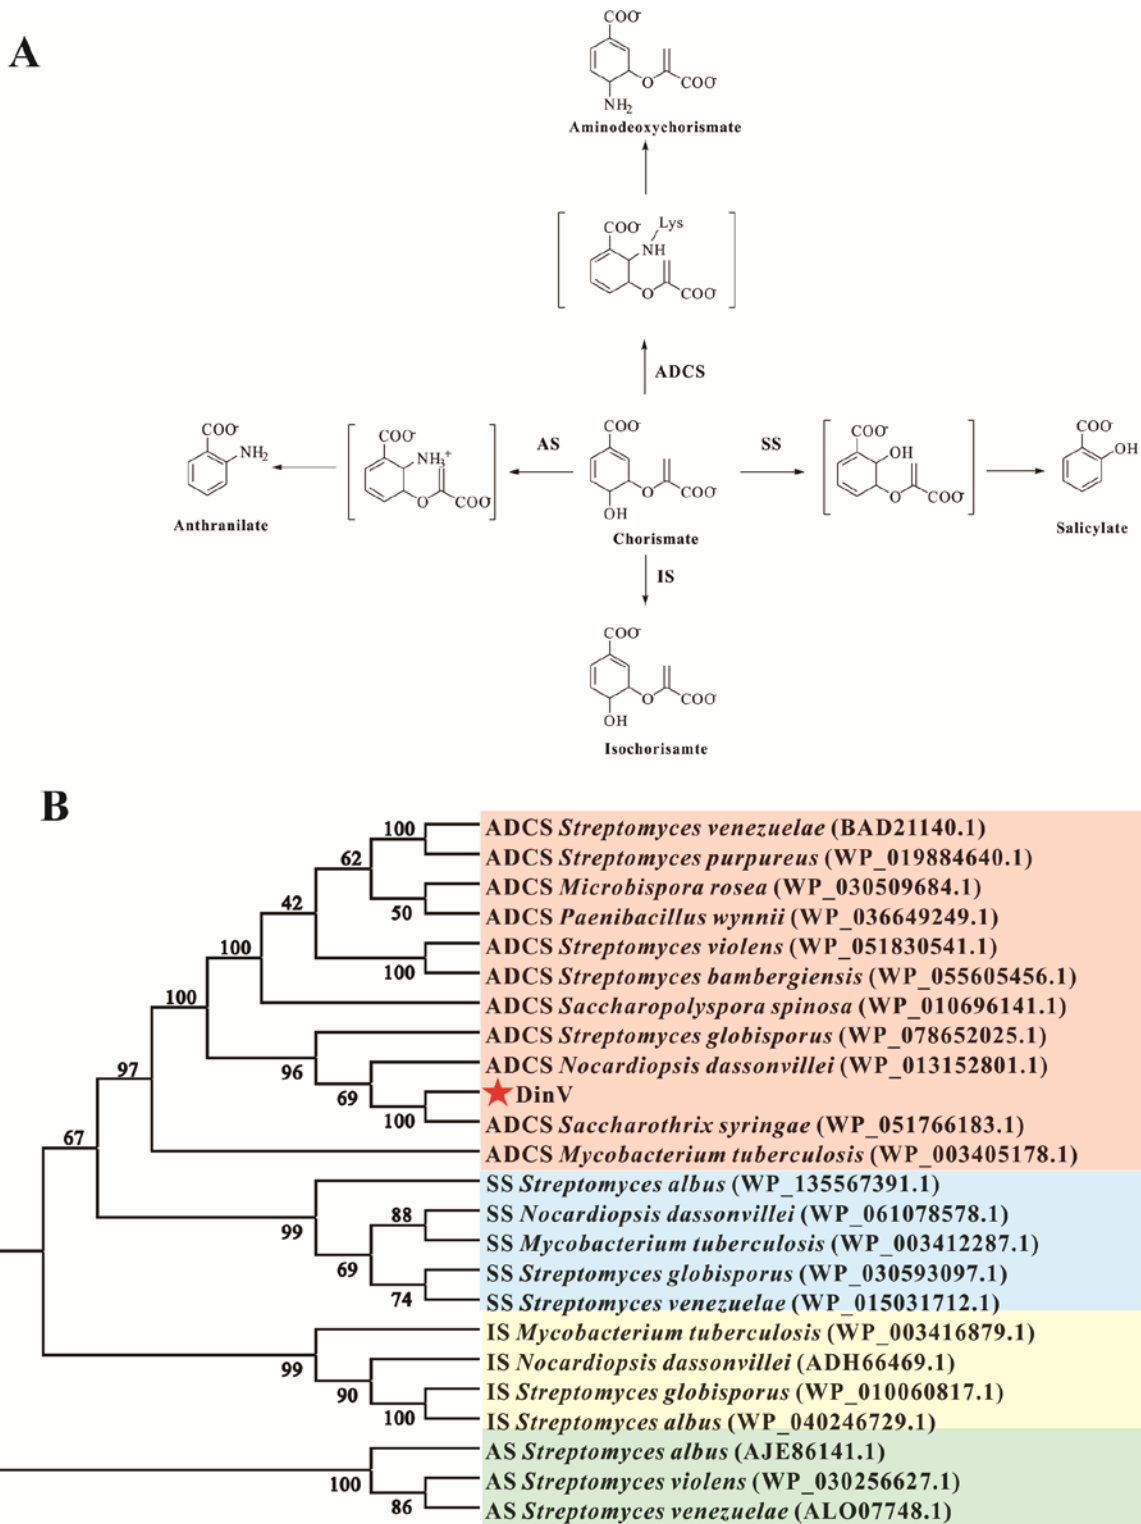 A
COO-
O
COO-
NH2
Aminodeoxychorismate
COO-
Lys
NH
O
COO-
ADCS
COO-
NH2
Anthranilate
COO-
NH3+
O
COO-
AS
COO-
O
COO-
OH
Chorismate
SS
COO-
OH
O
COO-
COO-
OH
Salicylate
IS
COO-
O
COO-
OH
Isochorisamte
B
100
62
42
50
100
100
100
97
96
69
100
67
99
88
69
74
99
90
100
100
86
ADCS Streptomyces venezuelae (BAD21140.1)
ADCS Streptomyces purpureus (WP_019884640.1)
ADCS Microbispora rosea (WP_030509684.1)
ADCS Paenibacillus wynnii (WP_036649249.1)
ADCS Streptomyces violens (WP_051830541.1)
ADCS Streptomyces bambergiensis (WP_055605456.1)
ADCS Saccharopolyspora spinosa (WP_010696141.1)
ADCS Streptomyces globisporus (WP_078652025.1)
ADCS Nocardiopsis dassonvillei (WP_013152801.1)
DinV
ADCS Saccharothrix syringae (WP_051766183.1)
ADCS Mycobacterium tuberculosis (WP_003405178.1)
SS Streptomyces albus (WP_135567391.1)
SS Nocardiopsis dassonvillei (WP_061078578.1)
SS Mycobacterium tuberculosis (WP_003412287.1)
SS Streptomyces globisporus (WP_030593097.1)
SS Streptomyces venezuelae (WP_015031712.1)
IS Mycobacterium tuberculosis (WP_003416879.1)
IS Nocardiopsis dassonvillei (ADH66469.1)
IS Streptomyces globisporus (WP_010060817.1)
IS Streptomyces albus (WP_040246729.1)
AS Streptomyces albus (AJE86141.1)
AS Streptomyces violens (WP_030256627.1)
AS Streptomyces venezuelae (ALO07748.1)